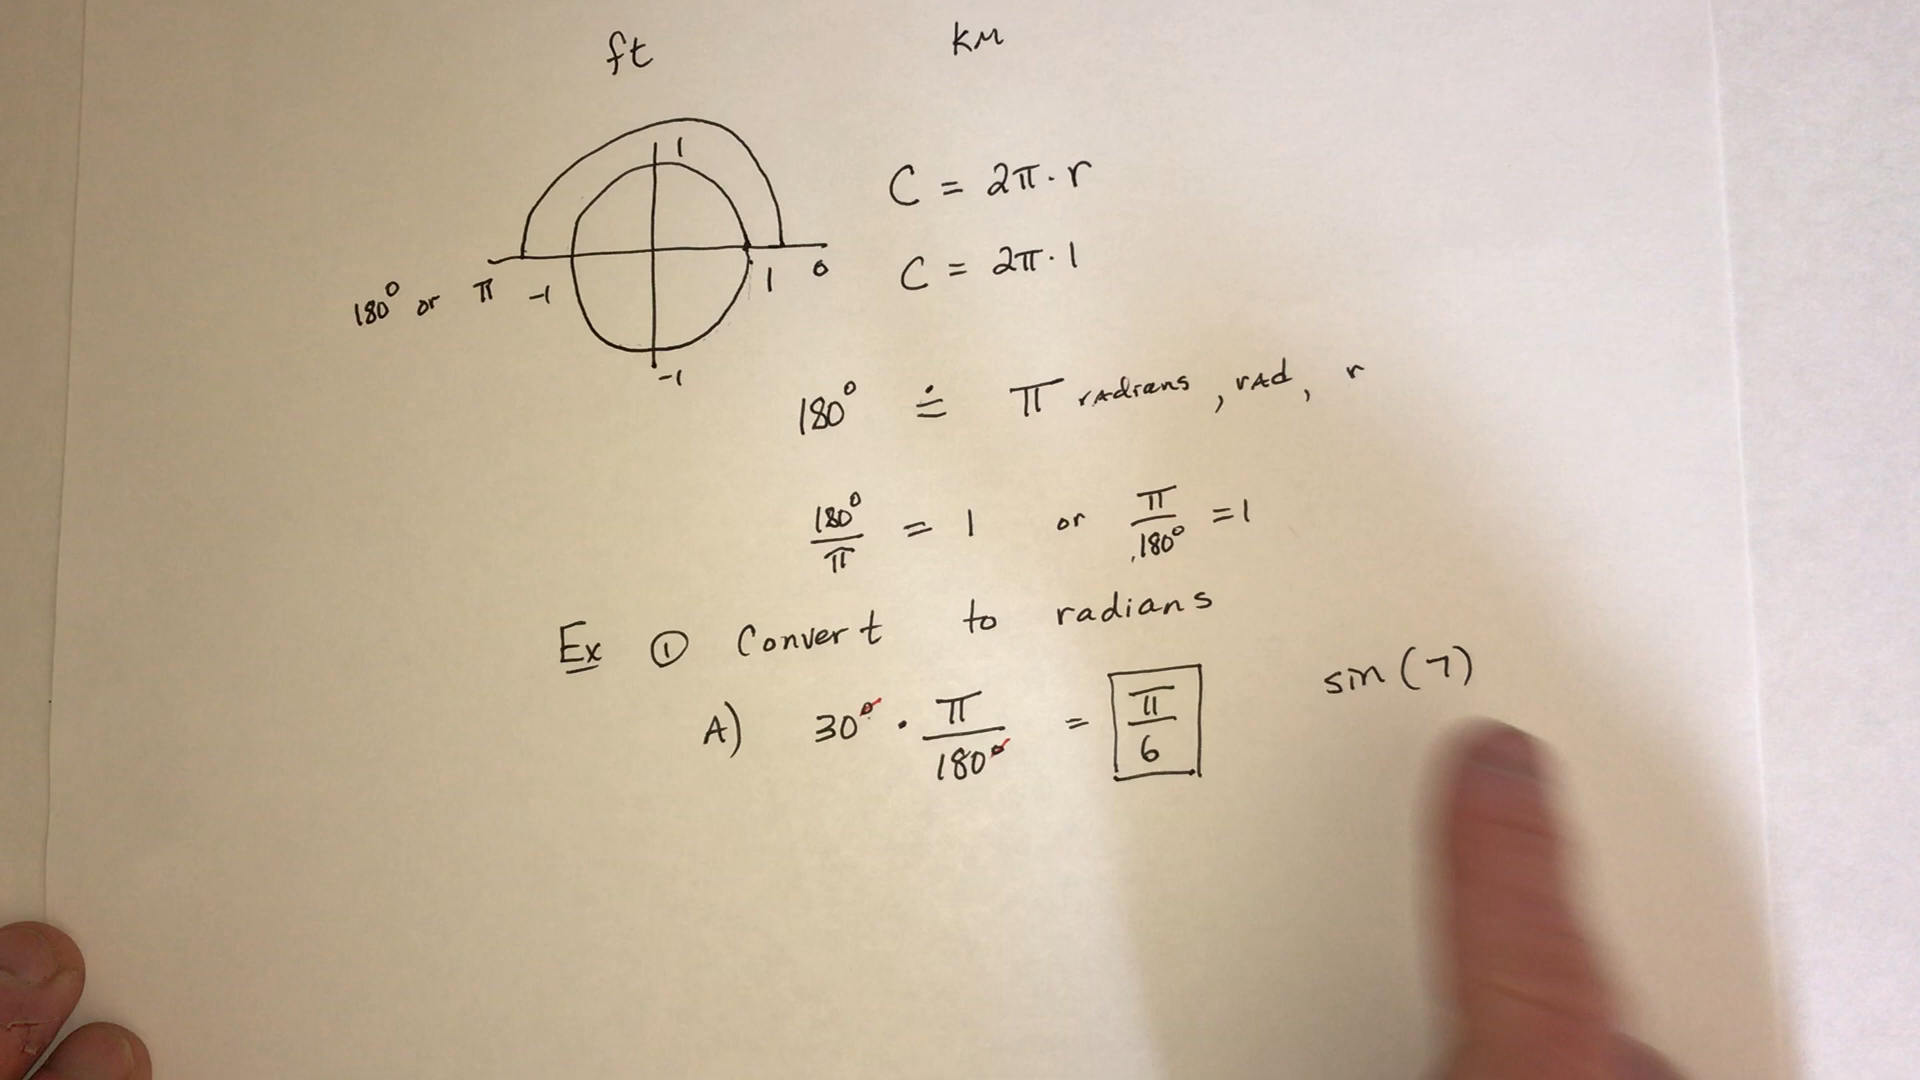 ft km
1
C = 2π · r
C = 2π · 1
180° or π -1 1 0
-1
180° ≐ π radians, rad, r
180°/π = 1 or π/180° = 1
Ex ① Convert to radians
A) 30° · π/180° = π/6 sin(7)